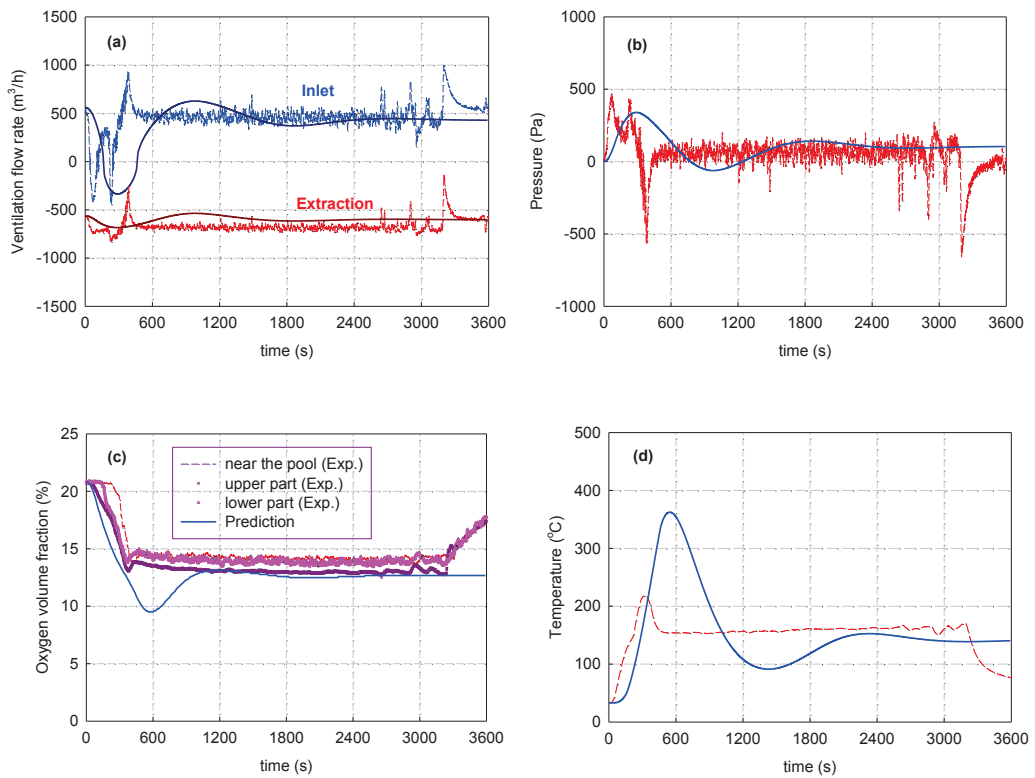 (a)
Inlet
Extraction
Ventilation flow rate (m³/h)
1500
1000
500
0
-500
-1000
-1500
0 600 1200 1800 2400 3000 3600
time (s)
(b)
Pressure (Pa)
1000
500
0
-500
-1000
0 600 1200 1800 2400 3000 3600
time (s)
(c)
near the pool (Exp.)
upper part (Exp.)
lower part (Exp.)
Prediction
Oxygen volume fraction (%)
25
20
15
10
5
0
0 600 1200 1800 2400 3000 3600
time (s)
(d)
Temperature (ºC)
500
400
300
200
100
0
0 600 1200 1800 2400 3000 3600
time (s)